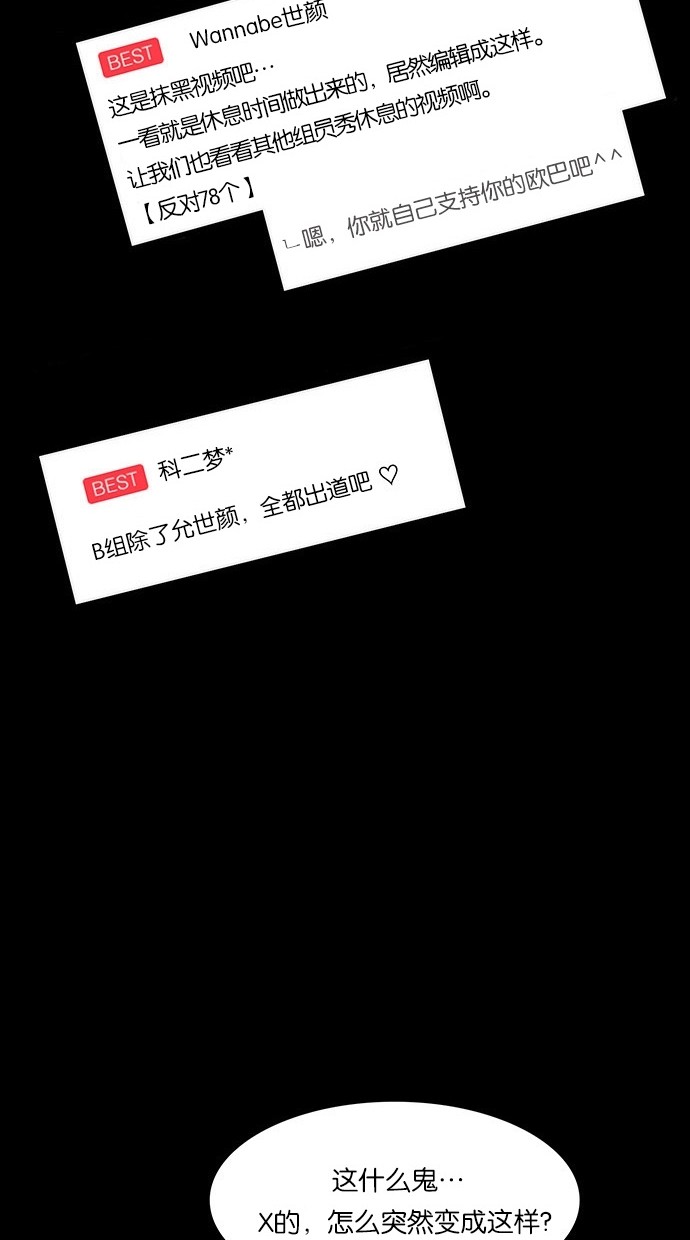 BEST Wannabe世颜
这是抹黑视频吧…
一看就是休息时间做出来的，居然编辑成这样。
让我们也看看其他组员秀休息的视频啊。
【反对78个】
ㄴ嗯，你就自己支持你的欧巴吧^^
BEST 科二梦*
B组除了允世颜，全都出道吧 ♡
这什么鬼…
X的，怎么突然变成这样?